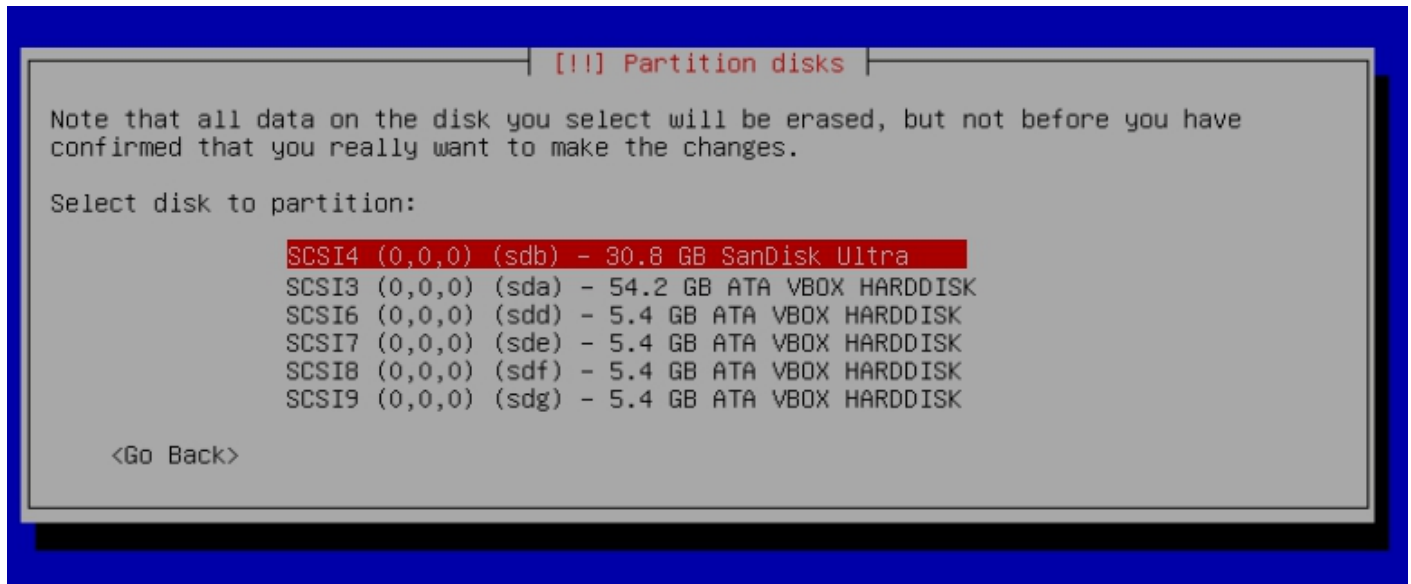 [!!] Partition disks
Note that all data on the disk you select will be erased, but not before you have
confirmed that you really want to make the changes.
Select disk to partition:
SCSI4 (0,0,0) (sdb) - 30.8 GB SanDisk Ultra
SCSI3 (0,0,0) (sda) - 54.2 GB ATA VBOX HARDDISK
SCSI6 (0,0,0) (sdd) - 5.4 GB ATA VBOX HARDDISK
SCSI7 (0,0,0) (sde) - 5.4 GB ATA VBOX HARDDISK
SCSI8 (0,0,0) (sdf) - 5.4 GB ATA VBOX HARDDISK
SCSI9 (0,0,0) (sdg) - 5.4 GB ATA VBOX HARDDISK
<Go Back>